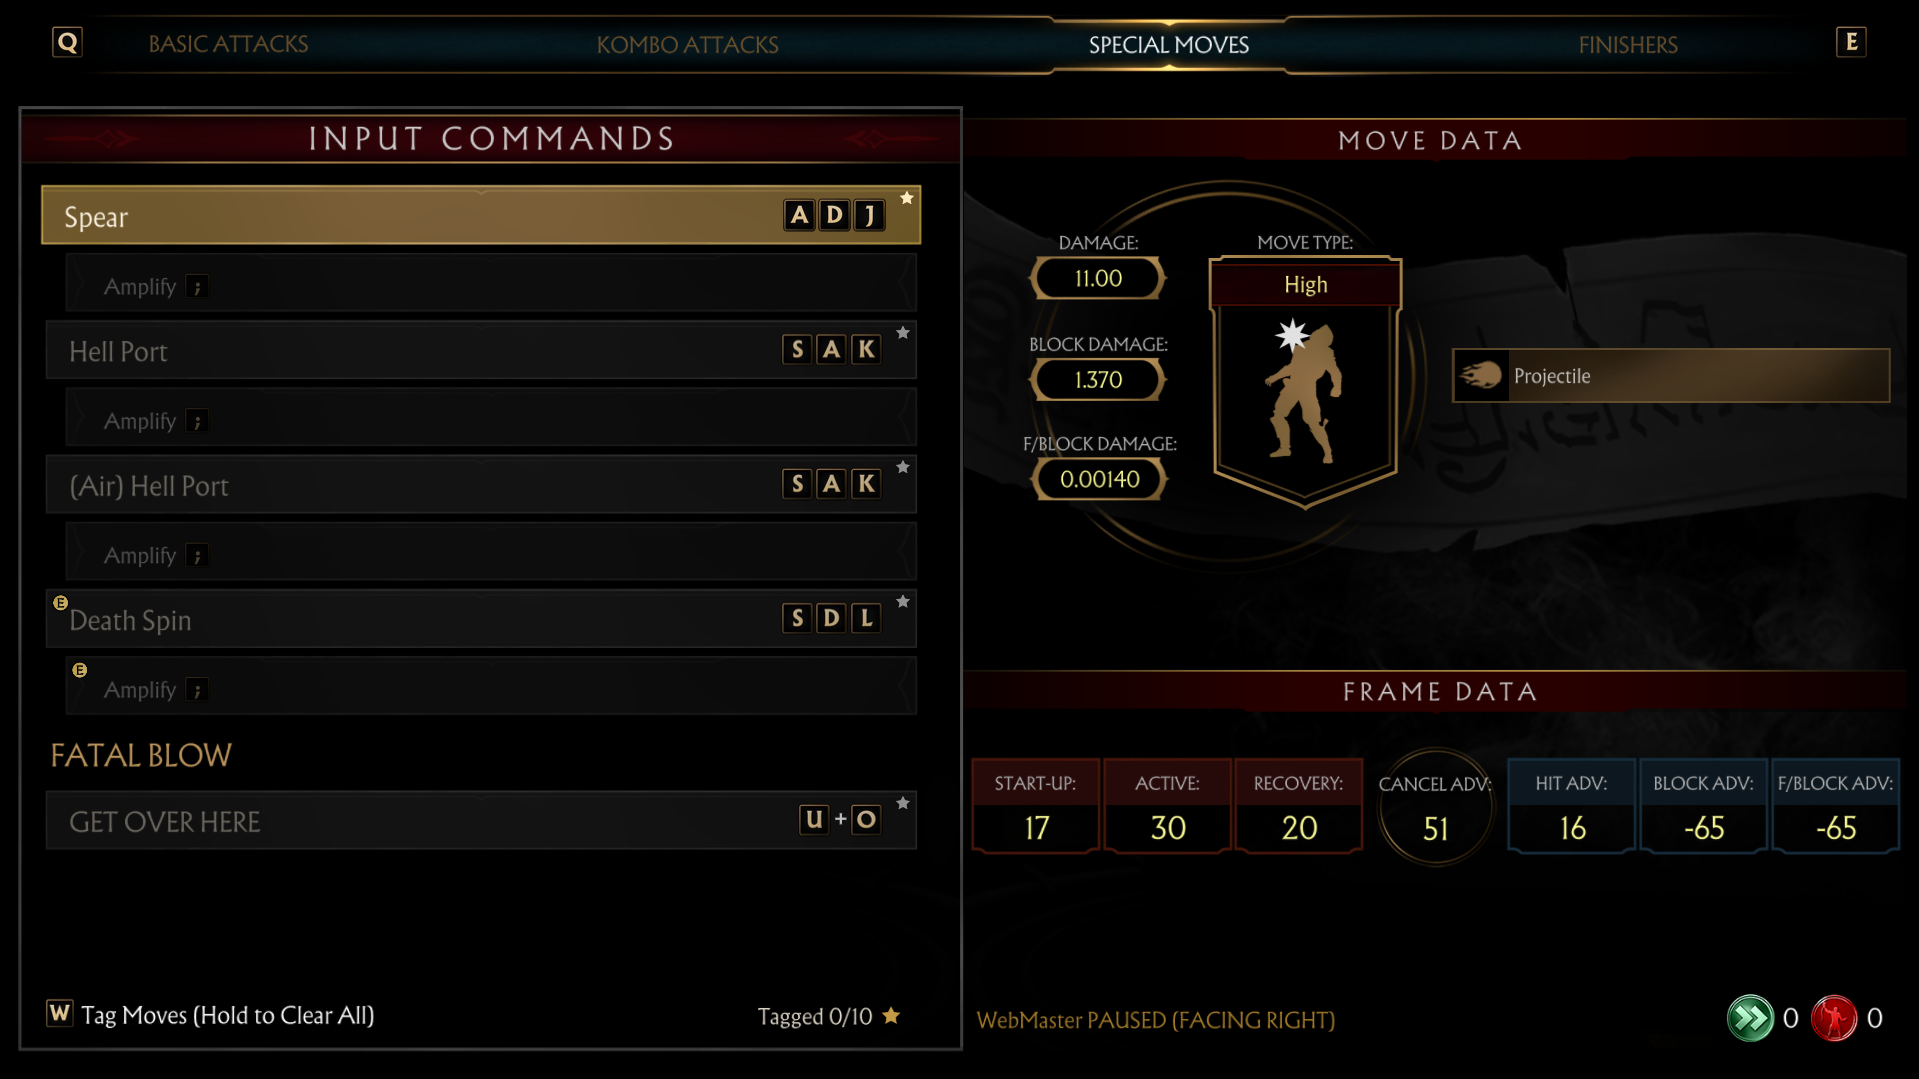 Q BASIC ATTACKS KOMBO ATTACKS SPECIAL MOVES FINISHERS E
INPUT COMMANDS
Spear A D J
Amplify ;
Hell Port S A K
Amplify ;
(Air) Hell Port S A K
Amplify ;
E Death Spin S D L
E Amplify ;
FATAL BLOW
GET OVER HERE U + O
W Tag Moves (Hold to Clear All) Tagged 0/10
MOVE DATA
DAMAGE:
11.00
BLOCK DAMAGE:
1.370
F/BLOCK DAMAGE:
0.00140
MOVE TYPE:
High
Projectile
FRAME DATA
START-UP: ACTIVE: RECOVERY: CANCEL ADV: HIT ADV: BLOCK ADV: F/BLOCK ADV:
17 30 20 51 16 -65 -65
WebMaster PAUSED (FACING RIGHT) 0 0